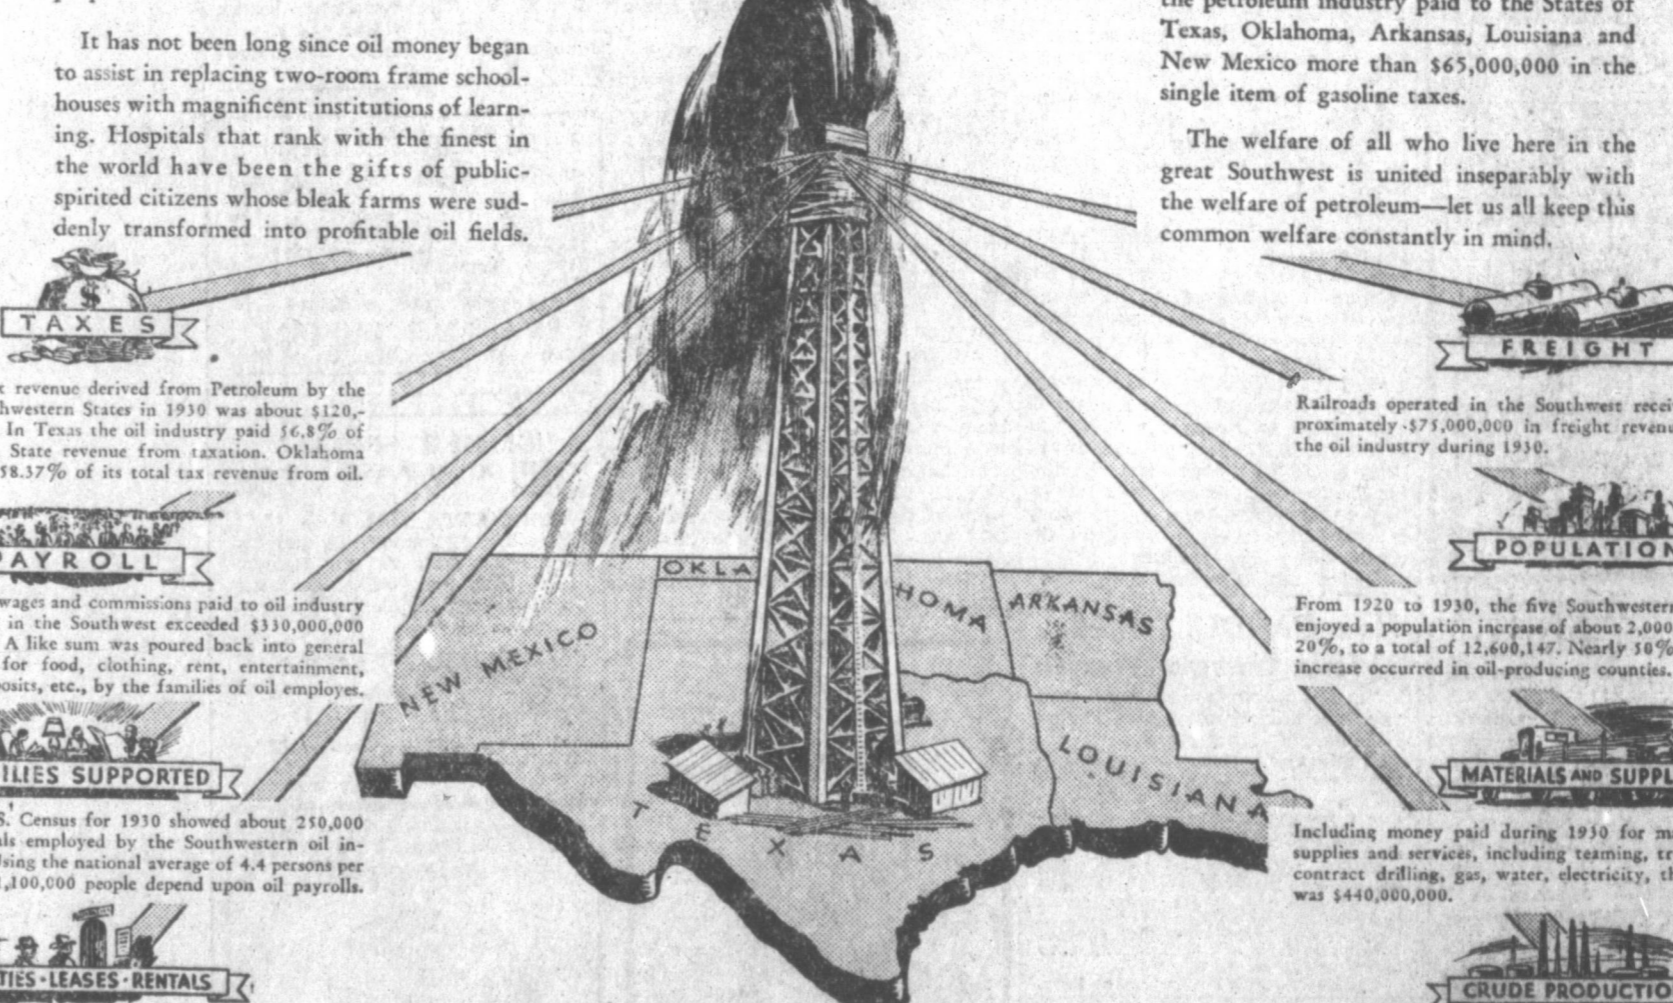 It has not been long since oil money began
to assist in replacing two-room frame school-
houses with magnificent institutions of learn-
ing. Hospitals that rank with the finest in
the world have been the gifts of public-
spirited citizens whose bleak farms were sud-
denly transformed into profitable oil fields.
the petroleum industry paid to the States of
Texas, Oklahoma, Arkansas, Louisiana and
New Mexico more than $65,000,000 in the
single item of gasoline taxes.
The welfare of all who live here in the
great Southwest is united inseparably with
the welfare of petroleum—let us all keep this
common welfare constantly in mind.
$
TAXES
revenue derived from Petroleum by the
hwestern States in 1930 was about $120,-
In Texas the oil industry paid 56.8% of
State revenue from taxation. Oklahoma
58.37% of its total tax revenue from oil.
PAYROLL
wages and commissions paid to oil industry
in the Southwest exceeded $330,000,000
A like sum was poured back into general
for food, clothing, rent, entertainment,
osits, etc., by the families of oil employes.
ILIES SUPPORTED
S. Census for 1930 showed about 250,000
ls employed by the Southwestern oil in-
sing the national average of 4.4 persons per
1,100,000 people depend upon oil payrolls.
TIES·LEASES·RENTALS
OKLAHOMA
ARKANSAS
NEW MEXICO
LOUISIANA
TEXAS
FREIGHT
Railroads operated in the Southwest recei
proximately $75,000,000 in freight revenu
the oil industry during 1930.
POPULATION
From 1920 to 1930, the five Southwestern
enjoyed a population increase of about 2,000
20%, to a total of 12,600,147. Nearly 50%
increase occurred in oil-producing counties.
MATERIALS AND SUPPL
Including money paid during 1930 for m
supplies and services, including teaming, tr
contract drilling, gas, water, electricity, th
was $440,000,000.
CRUDE PRODUCTIO